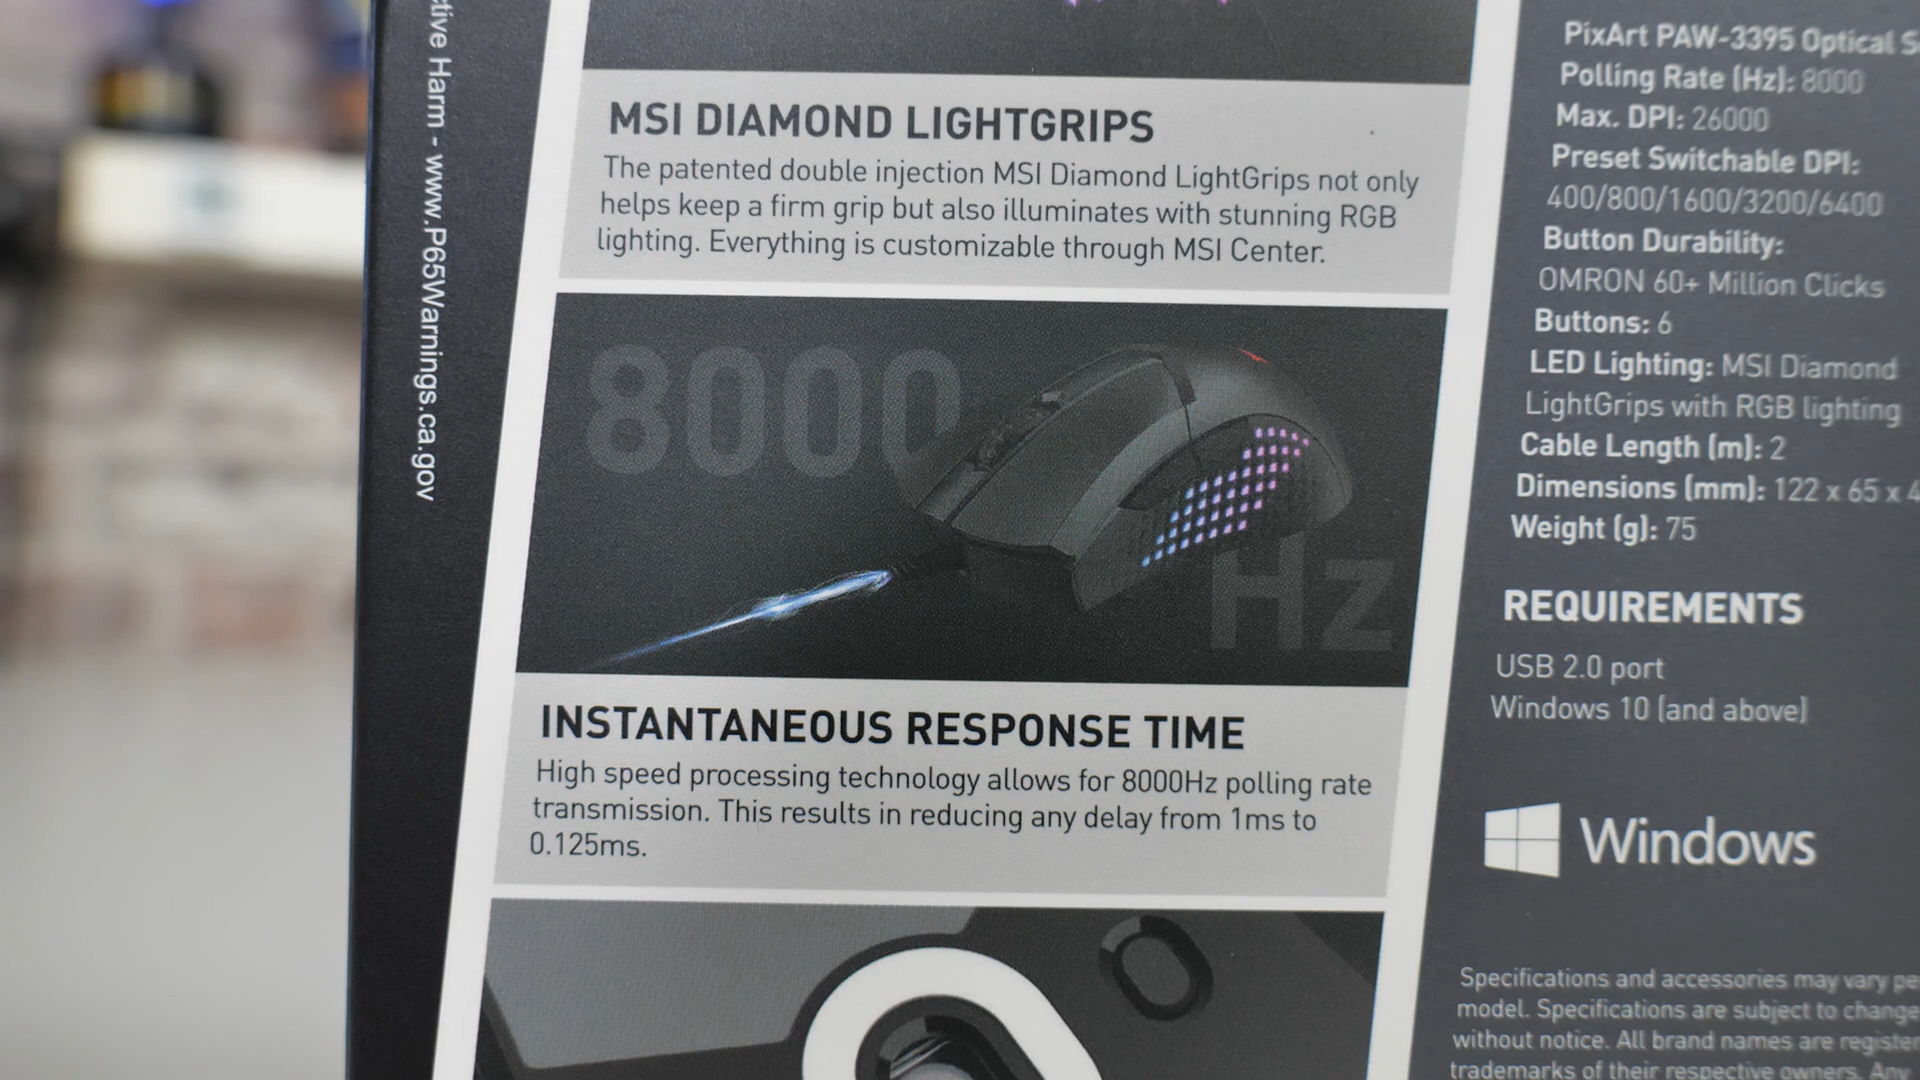 ctive Harm - www.P65Warnings.ca.gov
MSI DIAMOND LIGHTGRIPS
The patented double injection MSI Diamond LightGrips not only
helps keep a firm grip but also illuminates with stunning RGB
lighting. Everything is customizable through MSI Center.
8000
Hz
INSTANTANEOUS RESPONSE TIME
High speed processing technology allows for 8000Hz polling rate
transmission. This results in reducing any delay from 1ms to
0.125ms.
PixArt PAW-3395 Optical S
Polling Rate (Hz): 8000
Max. DPI: 26000
Preset Switchable DPI:
400/800/1600/3200/6400
Button Durability:
OMRON 60+ Million Clicks
Buttons: 6
LED Lighting: MSI Diamond
LightGrips with RGB lighting
Cable Length (m): 2
Dimensions (mm): 122 x 65 x 4
Weight (g): 75
REQUIREMENTS
USB 2.0 port
Windows 10 (and above)
Windows
Specifications and accessories may vary pe
model. Specifications are subject to change
without notice. All brand names are register
trademarks of their respective owners. Any